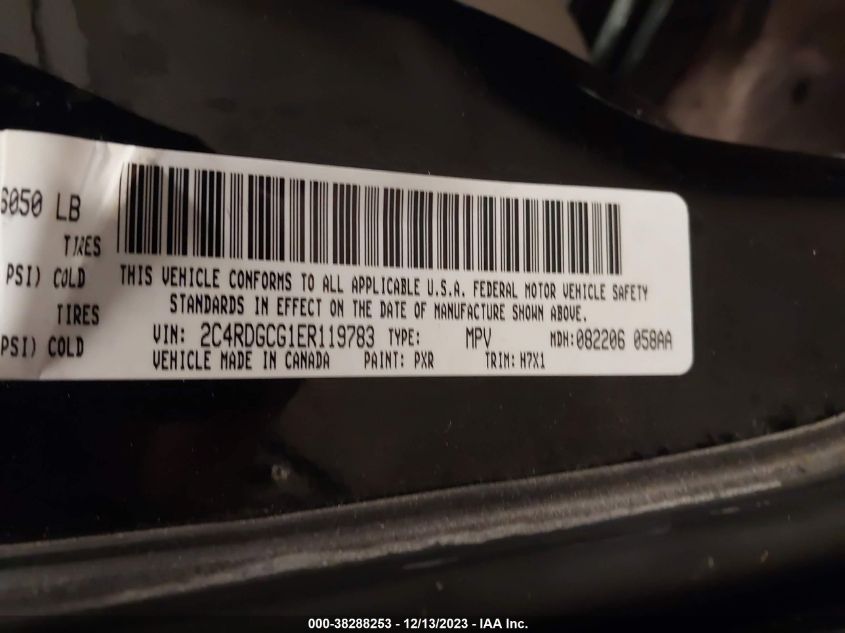 6050 LB
TIRES
PSI) COLD
TIRES
PSI) COLD
THIS VEHICLE CONFORMS TO ALL APPLICABLE U.S.A. FEDERAL MOTOR VEHICLE SAFETY
STANDARDS IN EFFECT ON THE DATE OF MANUFACTURE SHOWN ABOVE.
VIN: 2C4RDGCG1ER119783 TYPE: MPV MDH:082206 058AA
VEHICLE MADE IN CANADA PAINT: PXR TRIM: H7X1
000-38288253 - 12/13/2023 - IAA Inc.